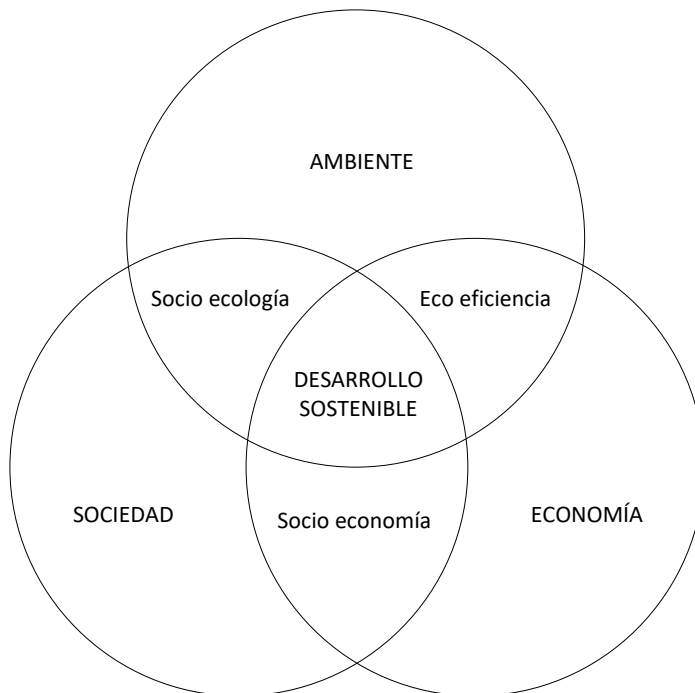 AMBIENTE
Socio ecología
Eco eficiencia
DESARROLLO
SOSTENIBLE
SOCIEDAD
Socio economía
ECONOMÍA